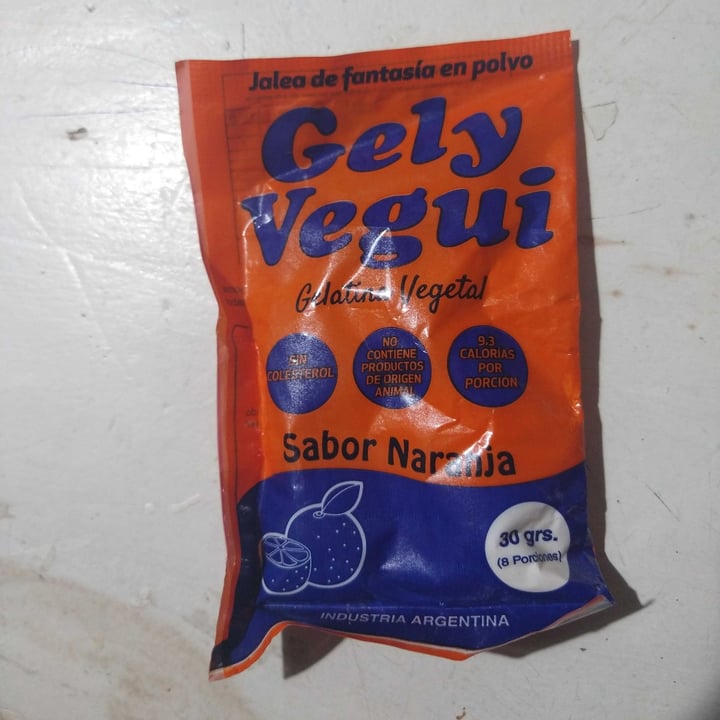 Jalea de fantasía en polvo
Gely
Vegui
Gelatina Vegetal
SIN
COLESTEROL
NO
CONTIENE
PRODUCTOS
DE ORIGEN
ANIMAL
9.3
CALORIAS
POR
PORCION
Sabor Naranja
30 grs.
(8 Porciones)
INDUSTRIA ARGENTINA